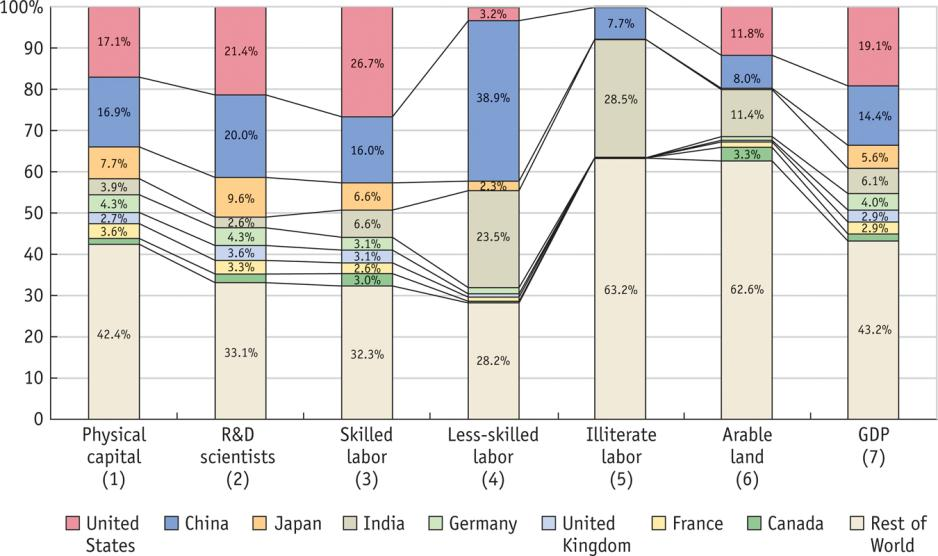 100%
90
80
70
60
50
40
30
20
10
0
17.1%
16.9%
7.7%
3.9%
4.3%
2.7%
3.6%
42.4%
21.4%
20.0%
9.6%
2.6%
4.3%
3.6%
3.3%
33.1%
26.7%
16.0%
6.6%
6.6%
3.1%
3.1%
2.6%
3.0%
32.3%
3.2%
38.9%
2.3%
23.5%
28.2%
7.7%
28.5%
63.2%
11.8%
8.0%
11.4%
3.3%
62.6%
19.1%
14.4%
5.6%
6.1%
4.0%
2.9%
2.9%
43.2%
Physical
capital
(1)
R&D
scientists
(2)
Skilled
labor
(3)
Less-skilled
labor
(4)
Illiterate
labor
(5)
Arable
land
(6)
GDP
(7)
United
States
China
Japan
India
Germany
United
Kingdom
France
Canada
Rest of
World